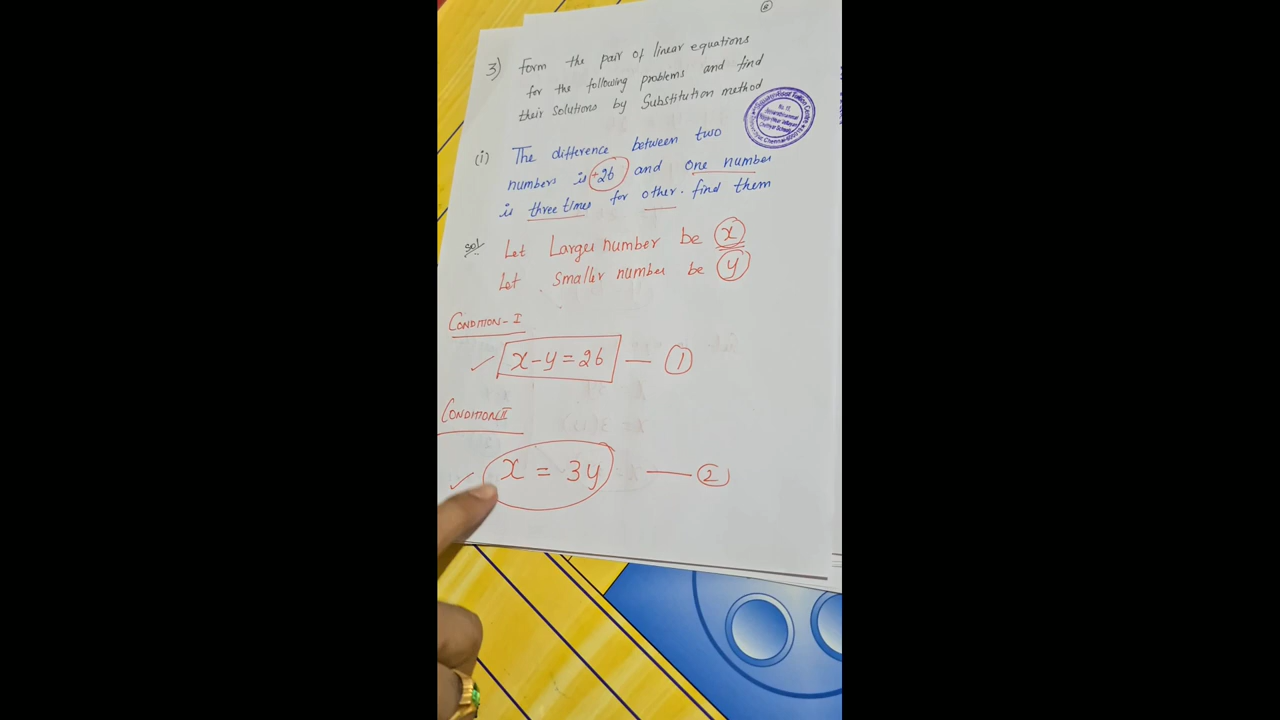 3) Form the pair of linear equations
for the following problems and find
their solutions by Substitution method
(i) The difference between two
numbers is +26 and one number
is three times for other. find them
Sol Let Larger number be x
Let Smaller number be y
CONDITION-I
x-y=26 — 1
CONDITION II
x = 3y — 2